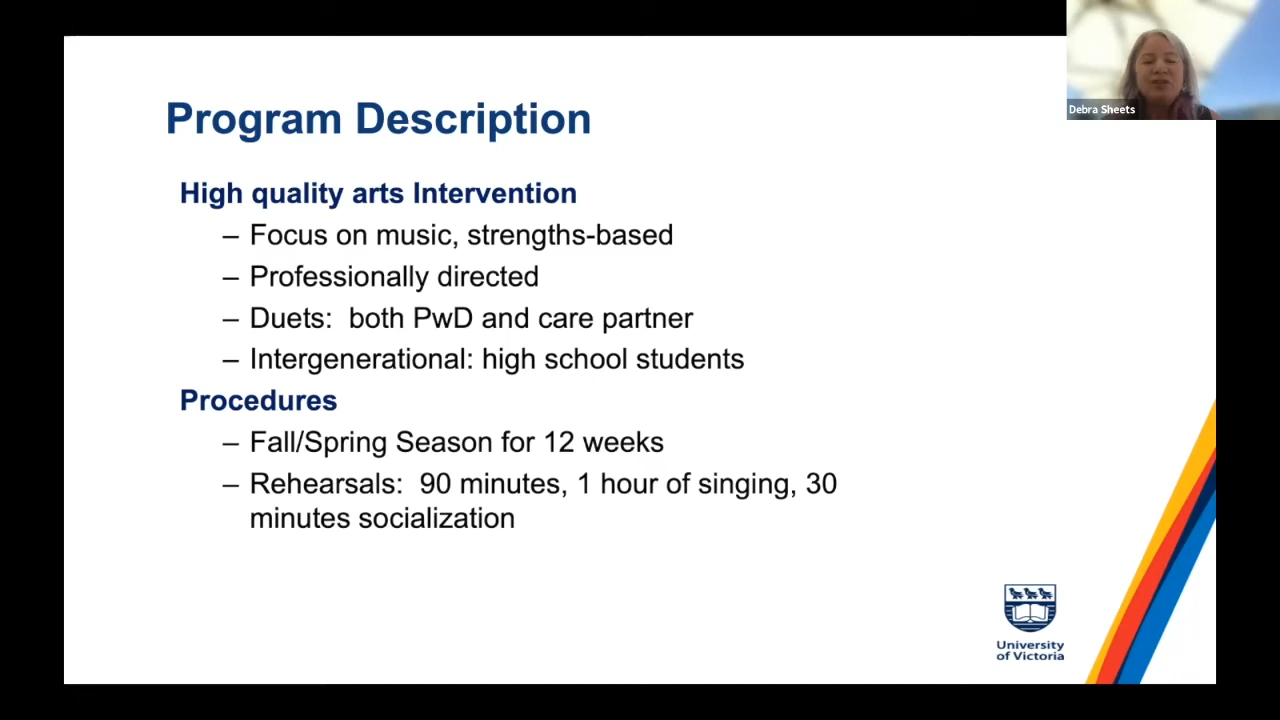 Program Description
High quality arts Intervention
– Focus on music, strengths-based
– Professionally directed
– Duets:  both PwD and care partner
– Intergenerational: high school students
Procedures
– Fall/Spring Season for 12 weeks
– Rehearsals:  90 minutes, 1 hour of singing, 30
minutes socialization
University
of Victoria
Debra Sheets